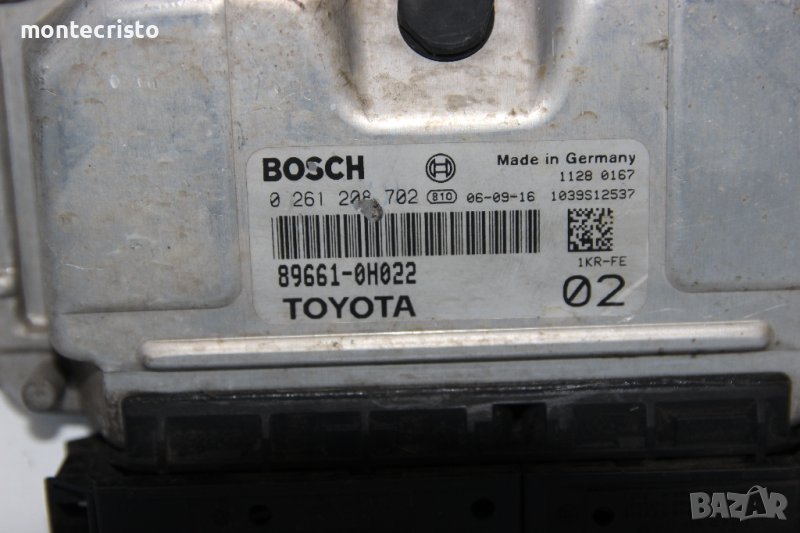 montecristo
BOSCH
Made in Germany
1128 0167
0 261 208 702 B10 06-09-16 1039S12537
89661-0H022
1KR-FE
TOYOTA
02
BAZAR